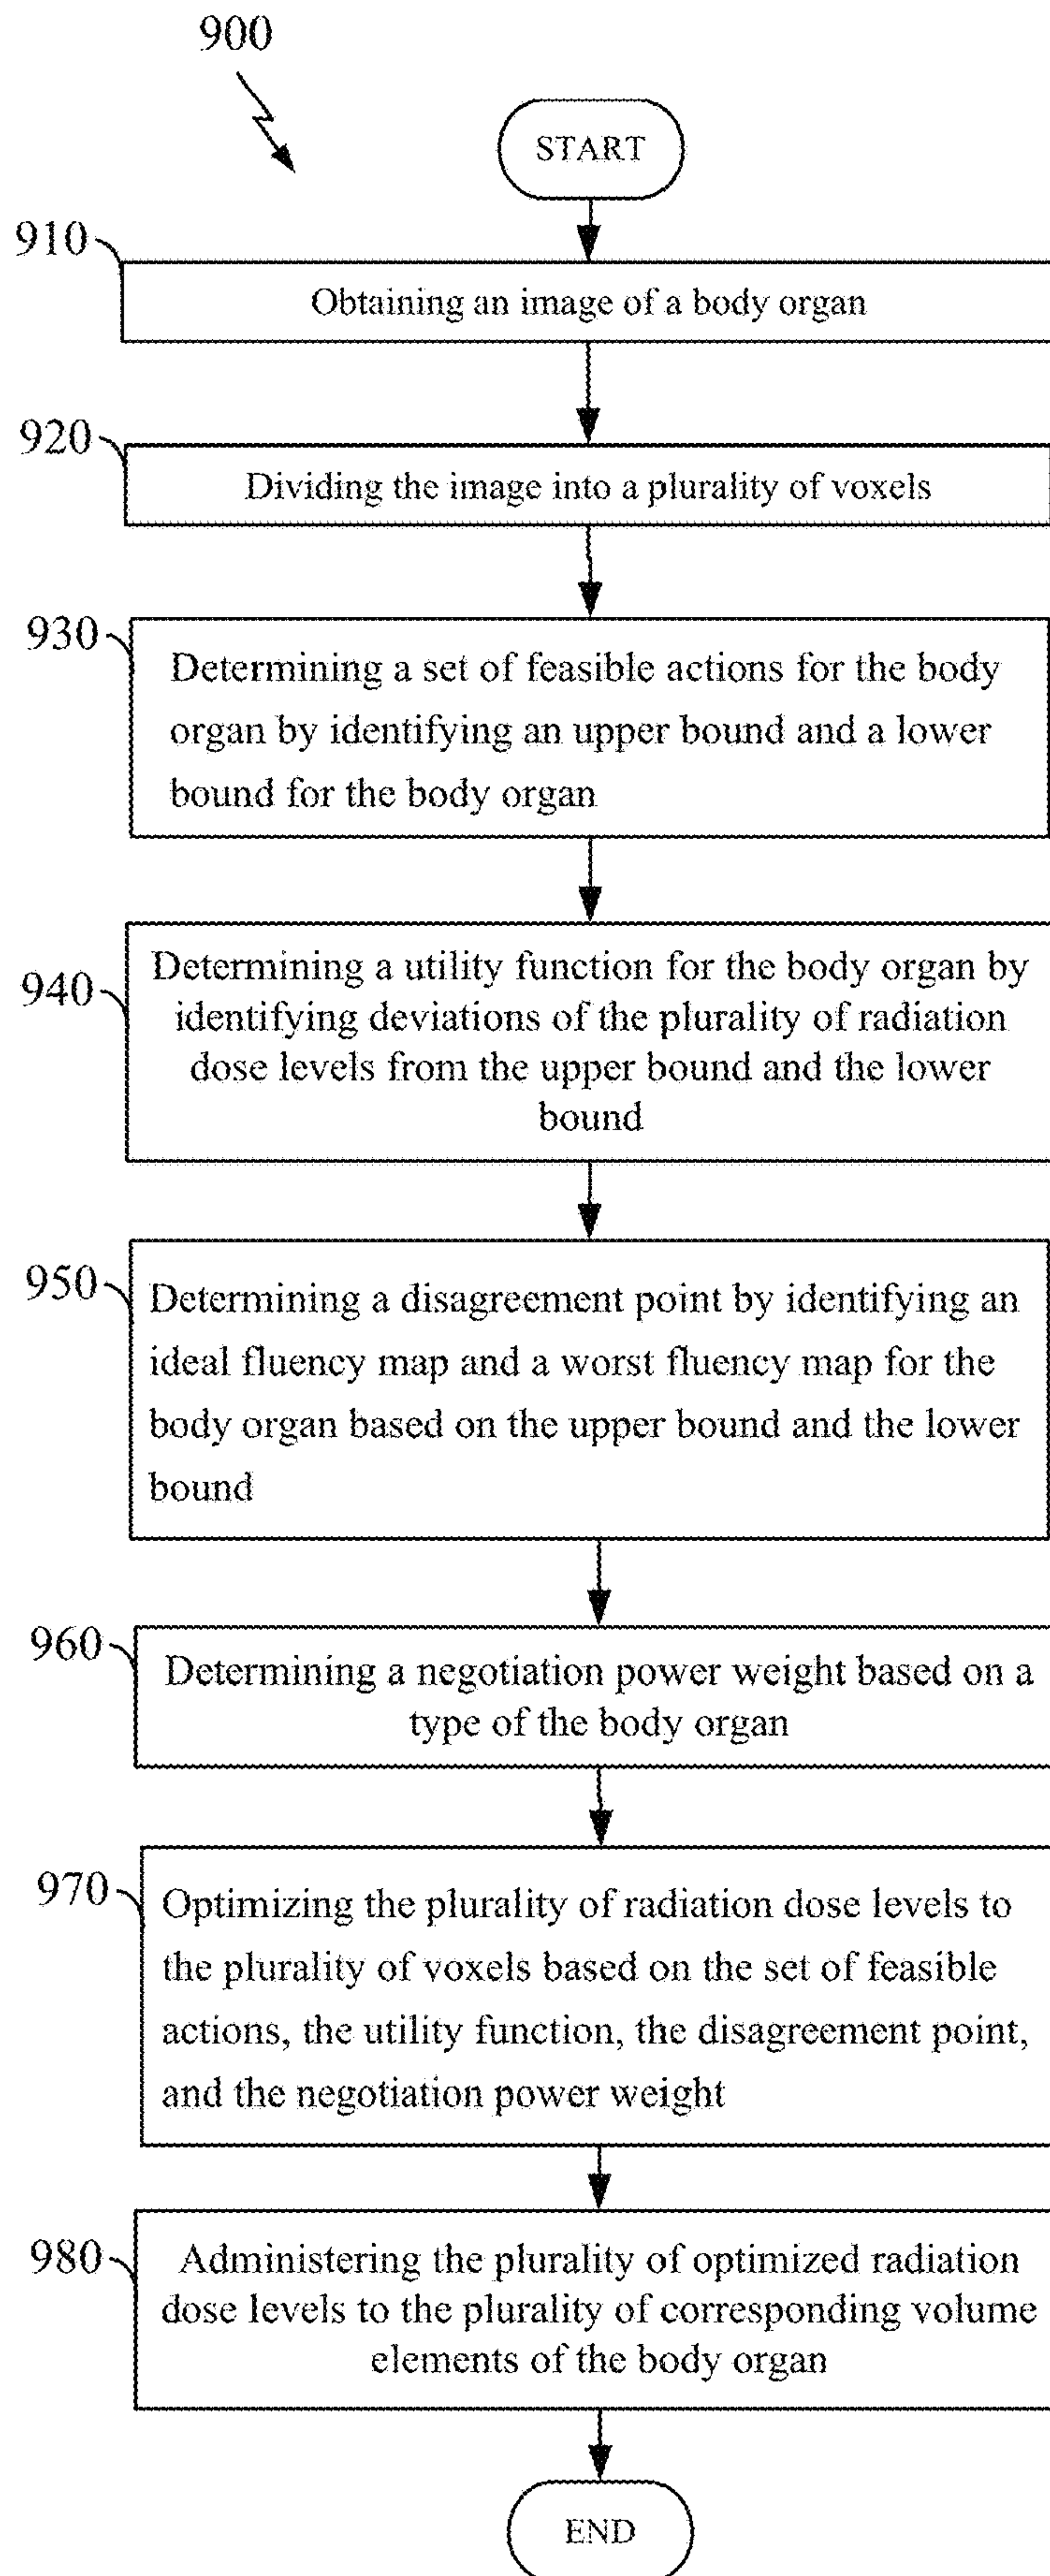 900
START
910
Obtaining an image of a body organ
920
Dividing the image into a plurality of voxels
930
Determining a set of feasible actions for the body
organ by identifying an upper bound and a lower
bound for the body organ
940
Determining a utility function for the body organ by
identifying deviations of the plurality of radiation
dose levels from the upper bound and the lower
bound
950
Determining a disagreement point by identifying an
ideal fluency map and a worst fluency map for the
body organ based on the upper bound and the lower
bound
960
Determining a negotiation power weight based on a
type of the body organ
970
Optimizing the plurality of radiation dose levels to
the plurality of voxels based on the set of feasible
actions, the utility function, the disagreement point,
and the negotiation power weight
980
Administering the plurality of optimized radiation
dose levels to the plurality of corresponding volume
elements of the body organ
END